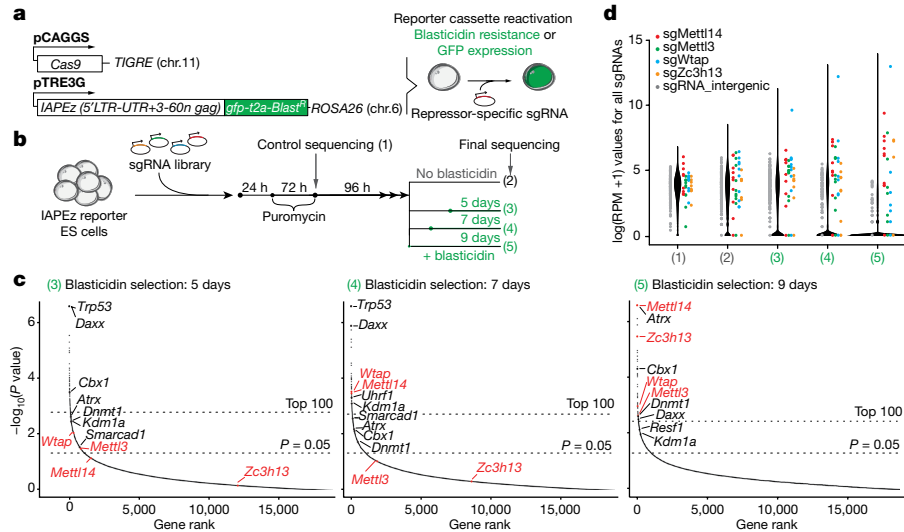 a
pCAGGS
Cas9
TIGRE (chr.11)
pTRE3G
IAPEz (5′LTR-UTR+3-60n gag)
gfp-t2a-Blast^R
ROSA26 (chr.6)
Reporter cassette reactivation
Blasticidin resistance or
GFP expression
Repressor-specific sgRNA
b
sgRNA library
Control sequencing (1)
Final sequencing
IAPEz reporter
ES cells
24 h
72 h
96 h
Puromycin
No blasticidin
(2)
5 days
(3)
7 days
(4)
9 days
(5)
+ blasticidin
c
(3) Blasticidin selection: 5 days
–log10(P value)
6
4
2
0
Trp53
Daxx
Cbx1
Atrx
Dnmt1
Kdm1a
Smarcad1
Wtap
Mettl3
Mettl14
Zc3h13
Top 100
P = 0.05
0
5,000
10,000
15,000
Gene rank
(4) Blasticidin selection: 7 days
Trp53
Daxx
Wtap
Mettl14
Uhrf1
Kdm1a
Smarcad1
Atrx
Cbx1
Dnmt1
Mettl3
Zc3h13
Top 100
P = 0.05
0
5,000
10,000
15,000
Gene rank
(5) Blasticidin selection: 9 days
Mettl14
Atrx
Zc3h13
Cbx1
Wtap
Mettl3
Dnmt1
Daxx
Resf1
Kdm1a
Top 100
P = 0.05
0
5,000
10,000
15,000
Gene rank
d
sgMettl14
sgMettl3
sgWtap
sgZc3h13
sgRNA_intergenic
log(RPM +1) values for all sgRNAs
15
10
5
0
(1)
(2)
(3)
(4)
(5)